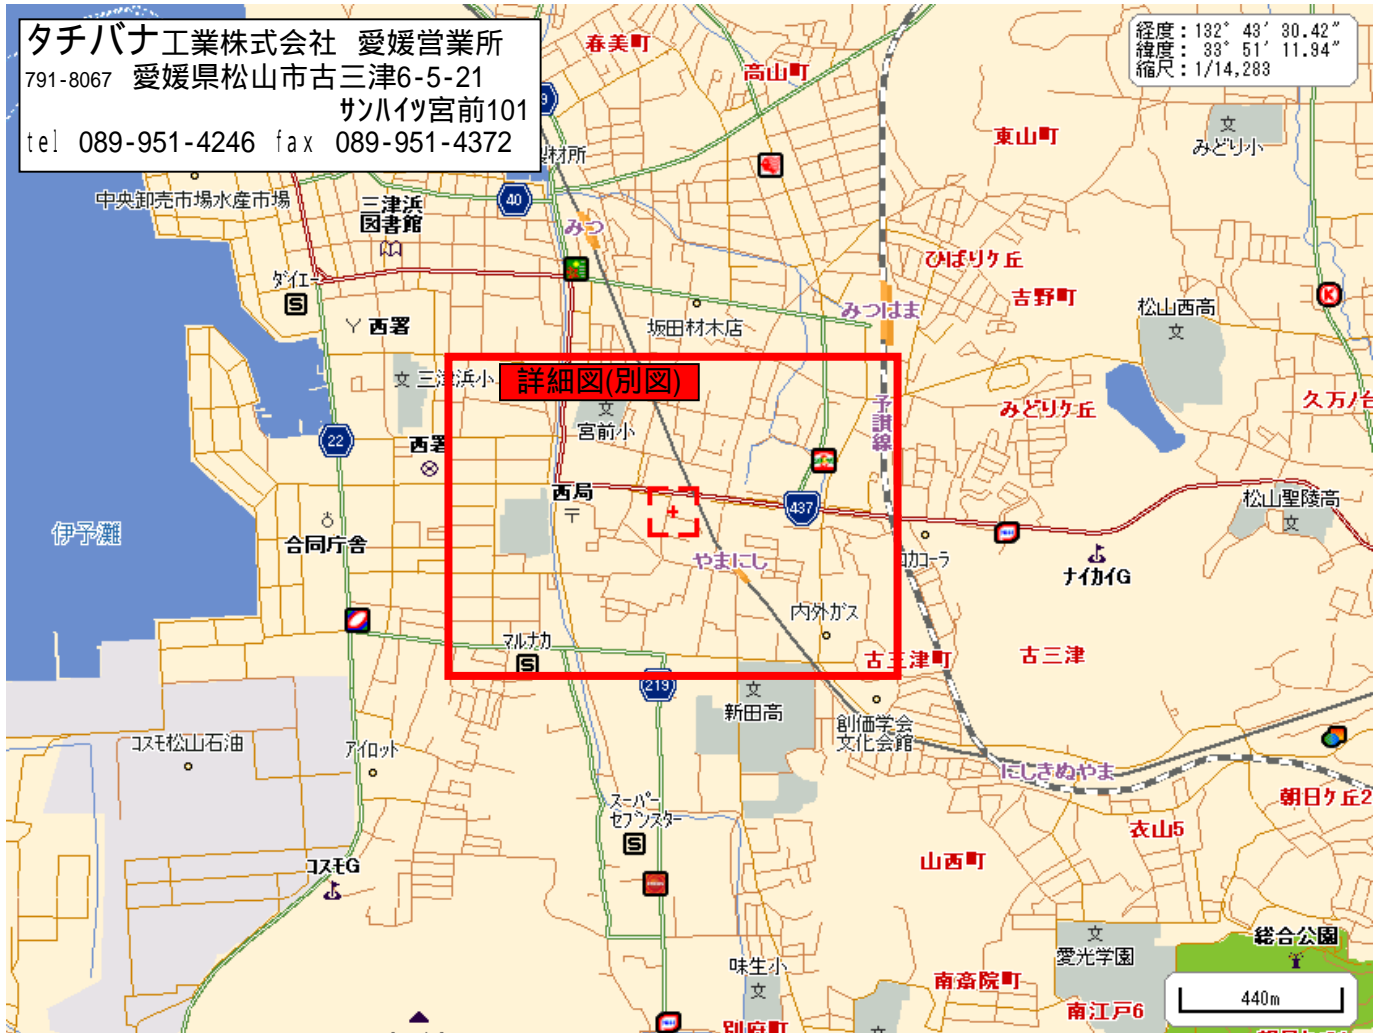 タチバナ工業株式会社 愛媛営業所
791-8067 愛媛県松山市古三津6-5-21
サンハイツ宮前101
tel 089-951-4246 fax 089-951-4372
経度：132° 43′ 30.42″
緯度： 33° 51′ 11.94″
縮尺：1/14,283
春美町
高山町
東山町
みどり小
製材所
中央卸売市場水産市場
三津浜
図書館
40
みつ
ひばりケ丘
ダイエー
S
吉野町
K
みつはま
松山西高
西署
坂田材木店
三津浜小
詳細図(別図)
予讃線
みどりケ丘
久万ノ台
宮前小
22
西署
西局
437
松山聖陵高
伊予灘
合同庁舎
やまにし
コカコーラ
ナイカイG
内外ガス
マルナカ
S
古三津町
古三津
219
新田高
創価学会
文化会館
コスモ松山石油
アイロット
にしきぬやま
朝日ケ丘2
スーパー
セブンスター
S
衣山5
山西町
コスモG
総合公園
愛光学園
味生小
南斎院町
南江戸6
440m
別府町